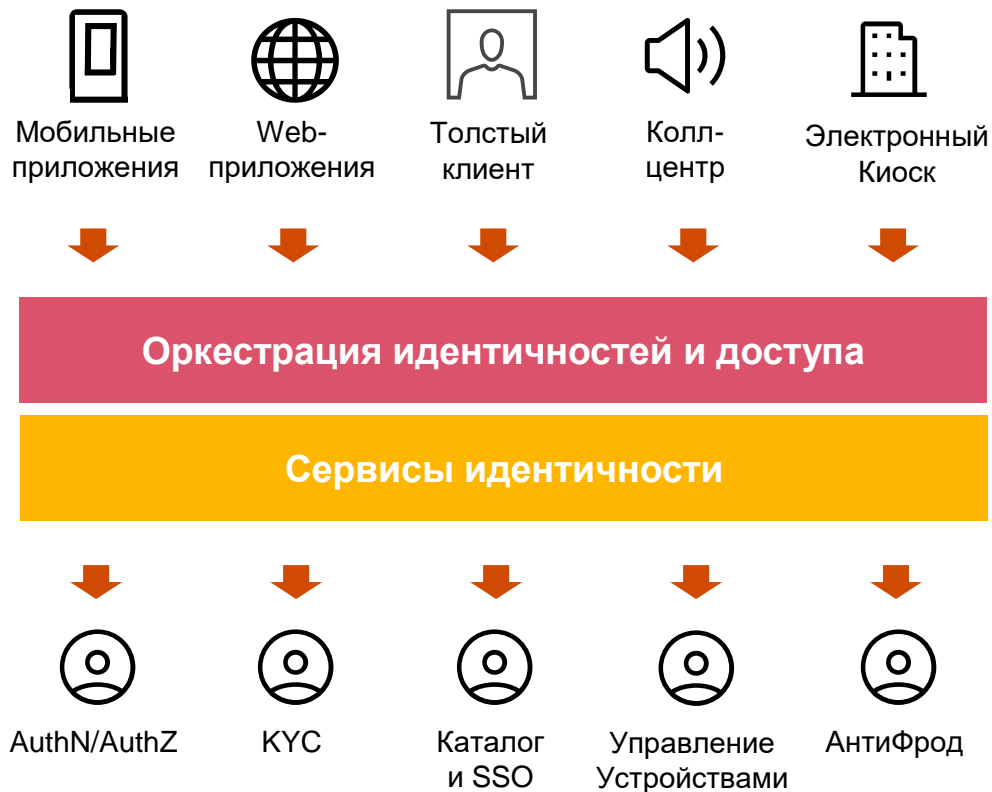 Мобильные
приложения
Web-
приложения
Толстый
клиент
Колл-
центр
Электронный
Киоск
Оркестрация идентичностей и доступа
Сервисы идентичности
AuthN/AuthZ
KYC
Каталог
и SSO
Управление
Устройствами
АнтиФрод